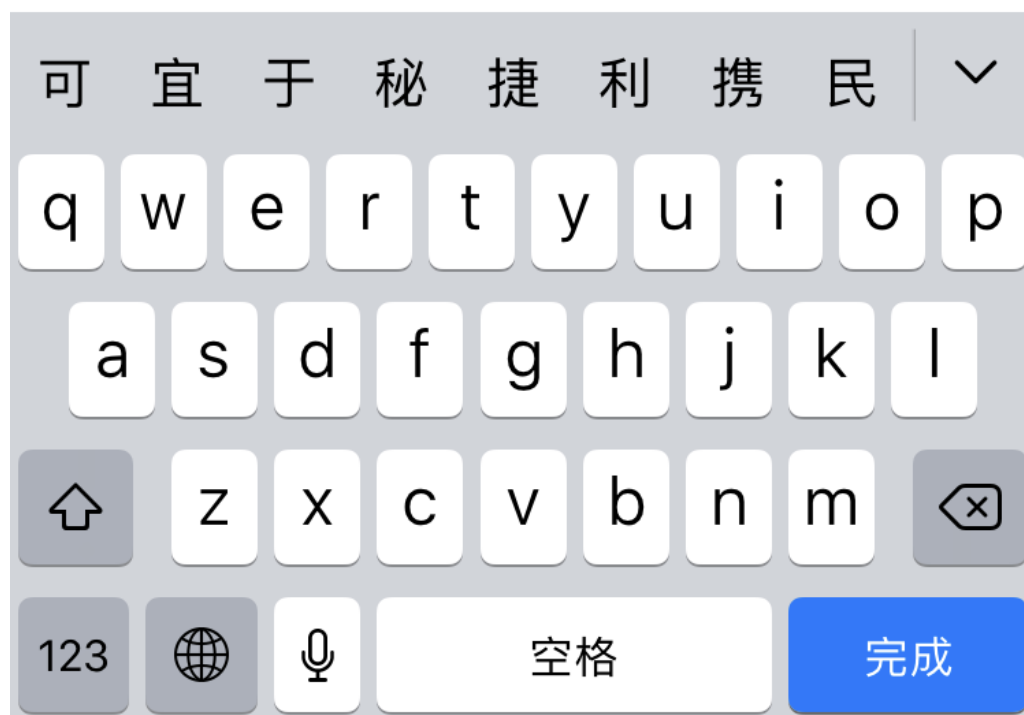 可 宜 于 秘 捷 利 携 民
q w e r t y u i o p
a s d f g h j k l
z x c v b n m
123 空格 完成